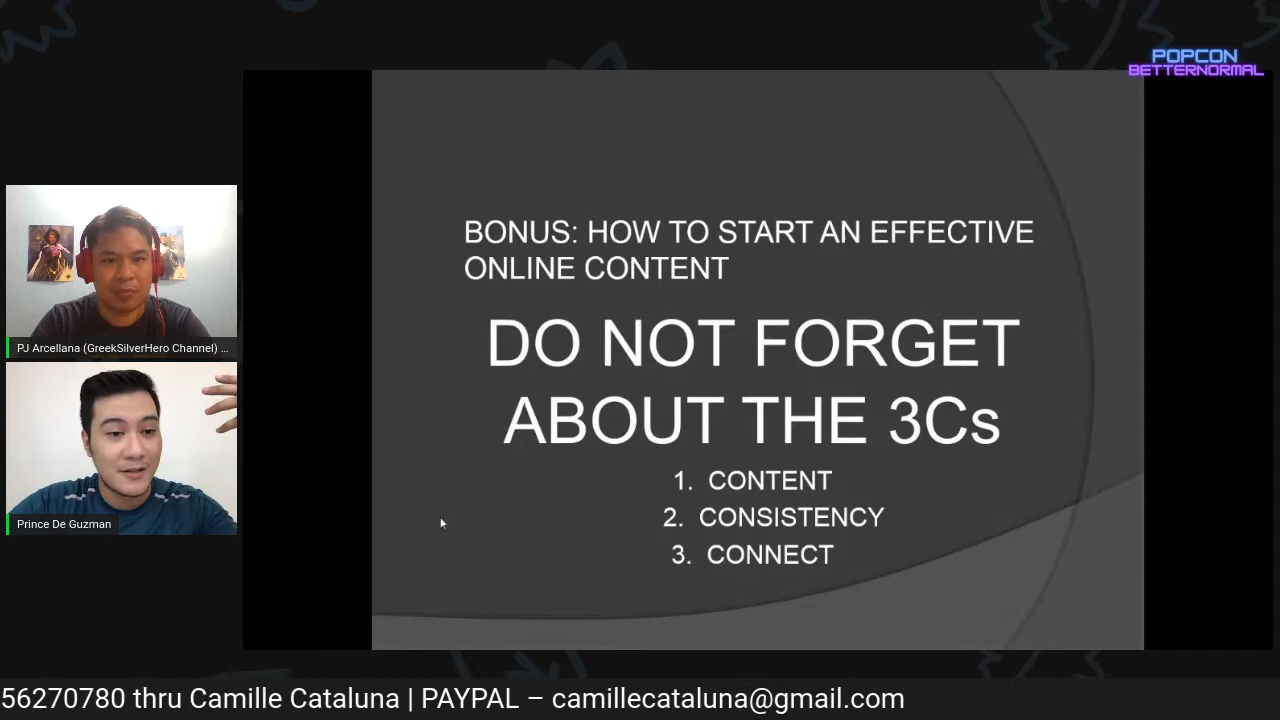 POPCON
BETTERNORMAL
BONUS: HOW TO START AN EFFECTIVE
ONLINE CONTENT
DO NOT FORGET
ABOUT THE 3Cs
1. CONTENT
2. CONSISTENCY
3. CONNECT
PJ Arcellana (GreekSilverHero Channel) ...
Prince De Guzman
56270780 thru Camille Cataluna | PAYPAL – camillecataluna@gmail.com